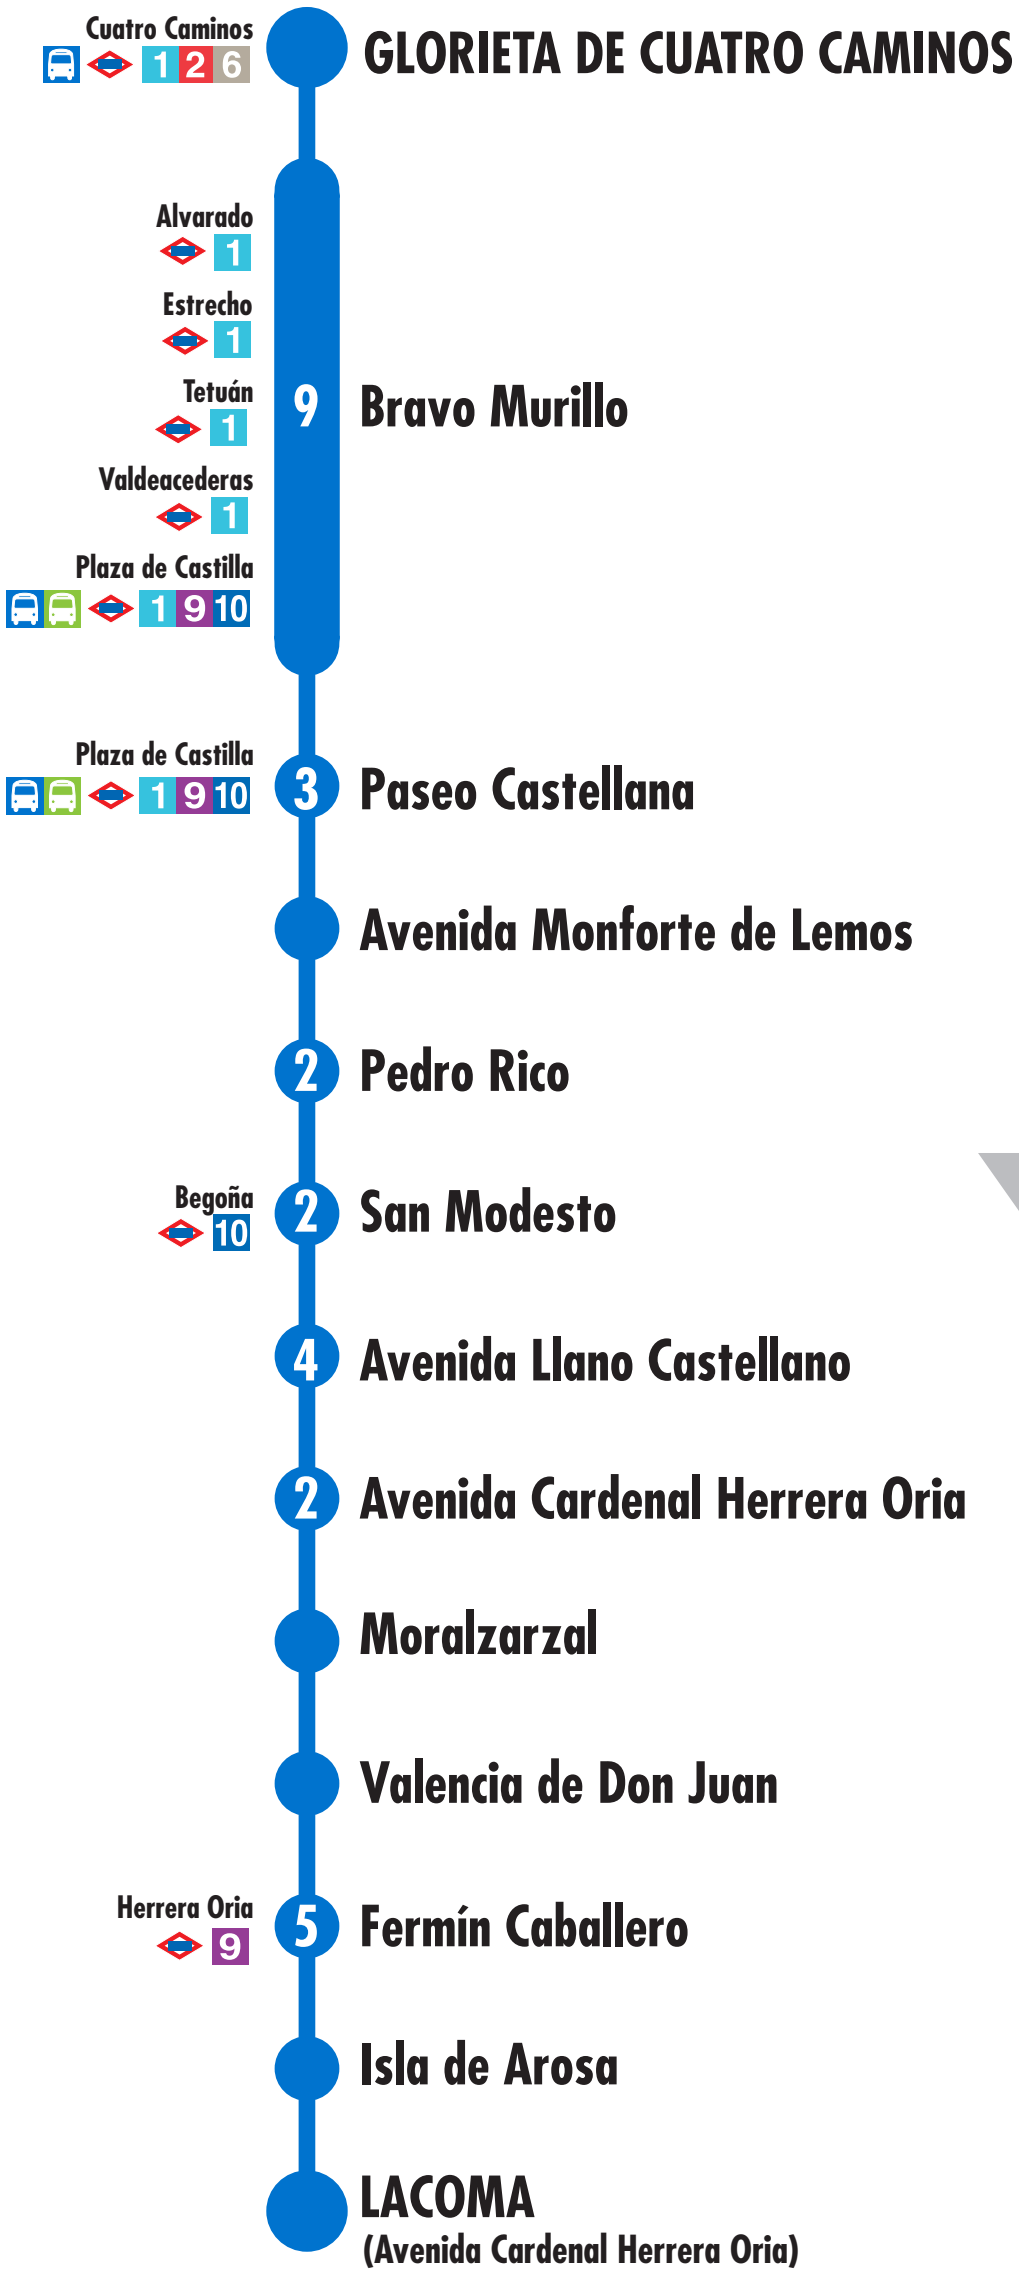 Cuatro Caminos
1 2 6
GLORIETA DE CUATRO CAMINOS
Alvarado
1
Estrecho
1
Tetuán
1
9 Bravo Murillo
Valdeacederas
1
Plaza de Castilla
1 9 10
Plaza de Castilla
1 9 10
3 Paseo Castellana
Avenida Monforte de Lemos
2 Pedro Rico
Begoña
10
2 San Modesto
4 Avenida Llano Castellano
2 Avenida Cardenal Herrera Oria
Moralzarzal
Valencia de Don Juan
Herrera Oria
9
5 Fermín Caballero
Isla de Arosa
LACOMA
(Avenida Cardenal Herrera Oria)